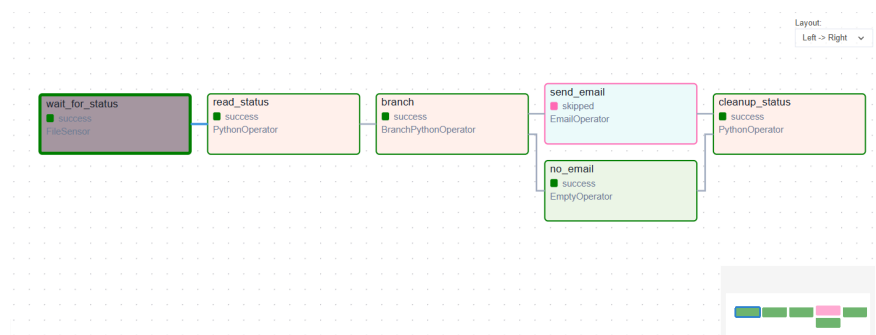 Layout:
Left -> Right
wait_for_status
success
FileSensor
read_status
success
PythonOperator
branch
success
BranchPythonOperator
send_email
skipped
EmailOperator
no_email
success
EmptyOperator
cleanup_status
success
PythonOperator